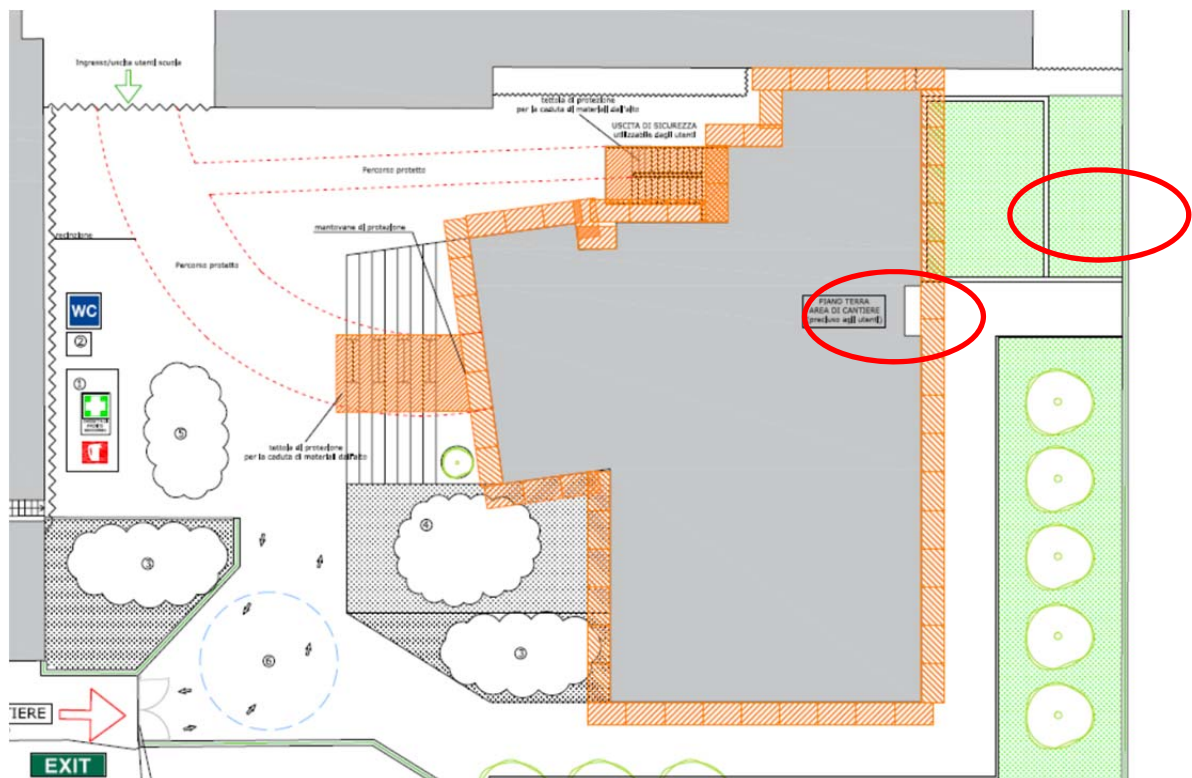 Ingresso/uscita utenti scuola
tettoia di protezione
per la caduta di materiali dall'alto
USCITA DI SICUREZZA
utilizzabile dagli utenti
Percorso protetto
mantovane di protezione
recinzione
Percorso protetto
WC
②
①
⑤
PIANO TERRA
AREA DI CANTIERE
(precluso agli utenti)
tettoia di protezione
per la caduta di materiali dall'alto
④
③
③
⑥
TIERE
EXIT